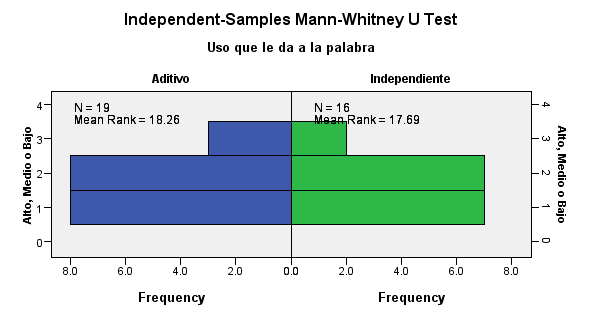 Independent-Samples Mann-Whitney U Test
Uso que le da a la palabra
Aditivo Independiente
N = 19
Mean Rank = 18.26
N = 16
Mean Rank = 17.69
Alto, Medio o Bajo
4
3
2
1
0
4
3
2
1
0
Alto, Medio o Bajo
8.0 6.0 4.0 2.0 0.0 0.0 2.0 4.0 6.0 8.0
Frequency Frequency